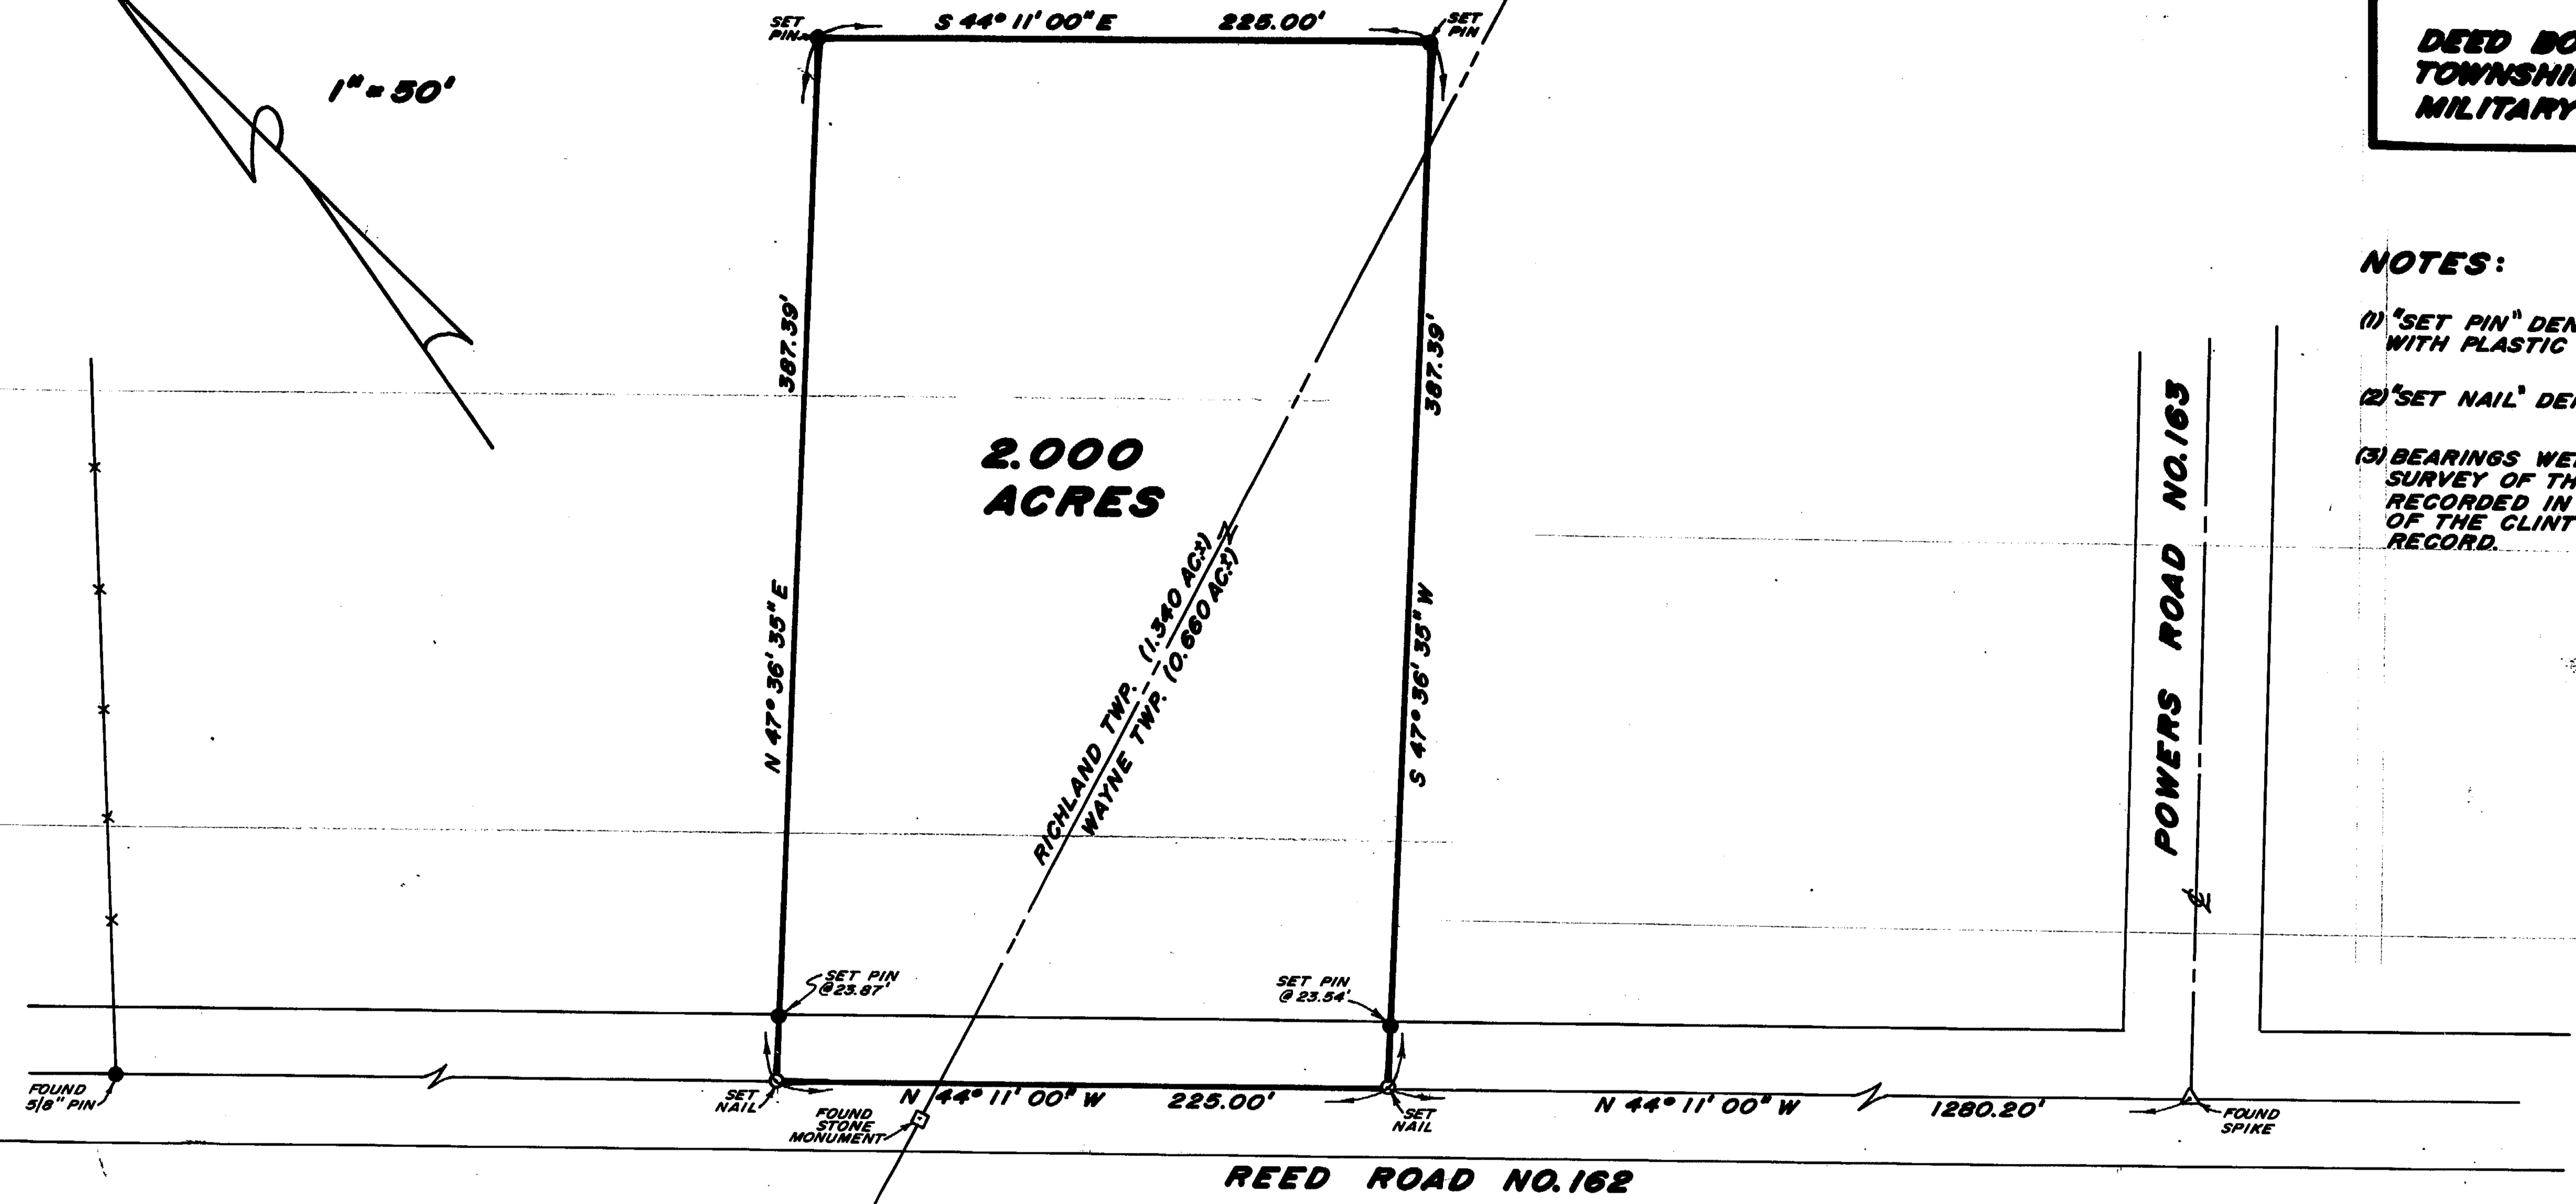 SET
PIN
S 44° 11' 00" E 225.00'
SET
PIN
1" = 50'
DEED
TOWNSHIP
MILITARY
387.39'
387.39'
NOTES:
(1) "SET PIN" DEN
WITH PLASTIC
(2) "SET NAIL" DE
(3) BEARINGS WE
SURVEY OF TH
RECORDED IN
OF THE CLINT
RECORD.
2.000
ACRES
N 47° 36' 35" E
RICHLAND TWP. (1.340 AC.±)
WAYNE TWP. (0.660 AC.±)
S 47° 36' 35" W
POWERS ROAD NO. 163
SET PIN
@ 23.87'
SET PIN
@ 23.54'
FOUND
5/8" PIN
SET
NAIL
N 44° 11' 00" W 225.00'
FOUND
STONE
MONUMENT
SET
NAIL
N 44° 11' 00" W 1280.20'
FOUND
SPIKE
REED ROAD NO. 162